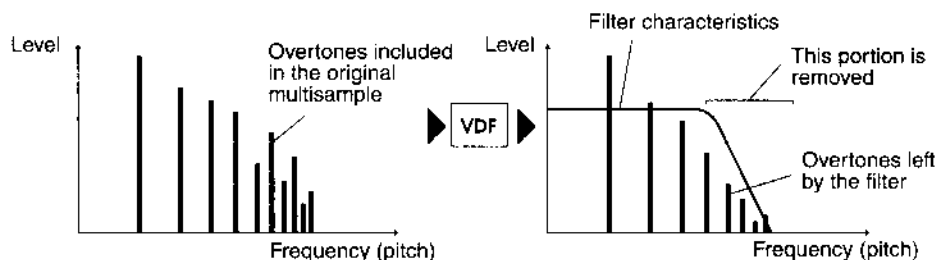 Level
Overtones included
in the original
multisample
Frequency (pitch)
VDF
Level
Filter characteristics
This portion is
removed
Overtones left
by the filter
Frequency (pitch)